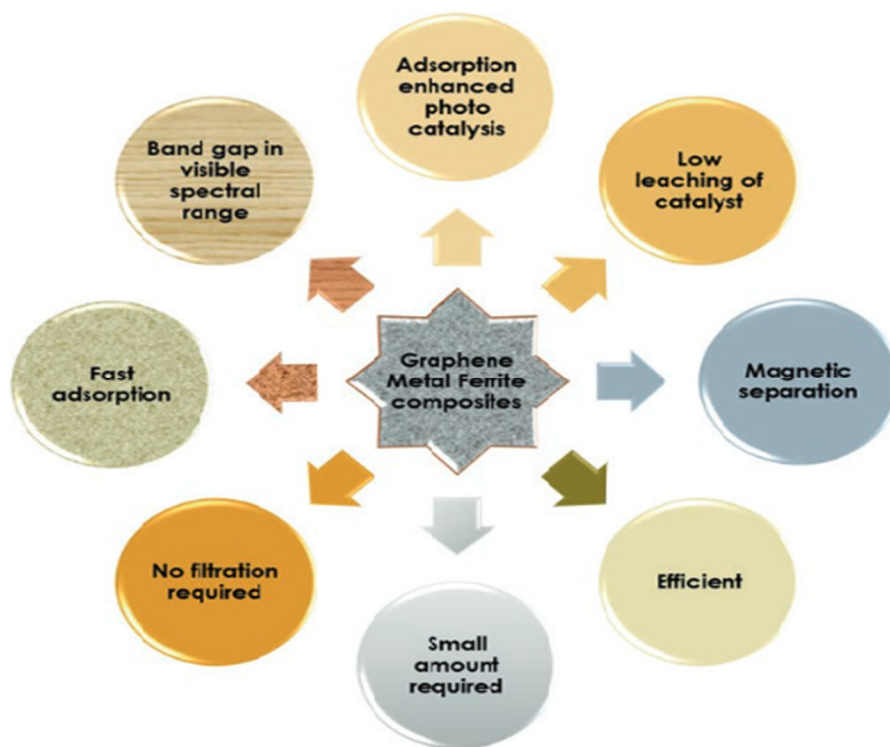 Adsorption
enhanced
photo
catalysis
Band gap in
visible
spectral
range
Low
leaching of
catalyst
Fast
adsorption
Graphene
Metal Ferrite
composites
Magnetic
separation
No filtration
required
Efficient
Small
amount
required